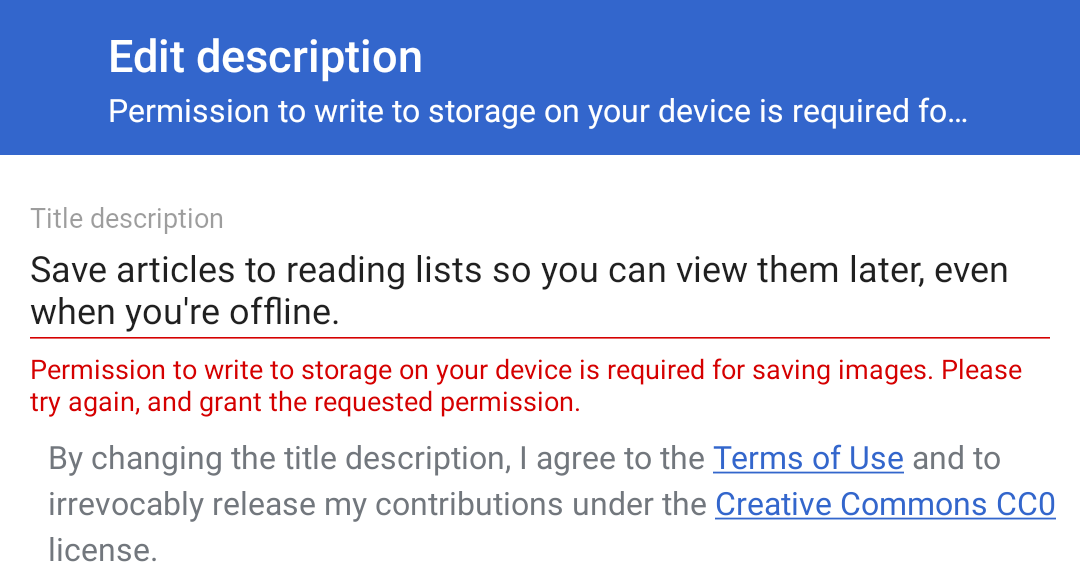 Edit description
Permission to write to storage on your device is required fo…
Title description
Save articles to reading lists so you can view them later, even
when you're offline.
Permission to write to storage on your device is required for saving images. Please
try again, and grant the requested permission.
By changing the title description, I agree to the Terms of Use and to
irrevocably release my contributions under the Creative Commons CC0
license.